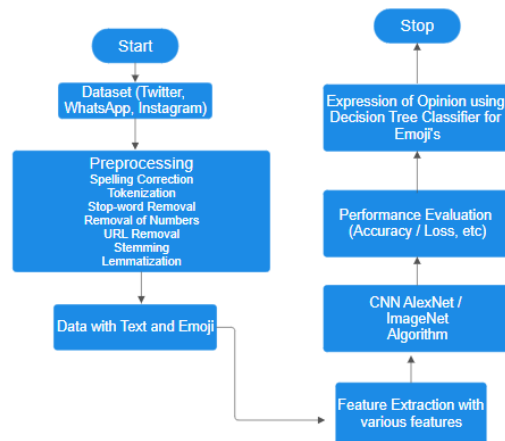 Start
Dataset (Twitter,
WhatsApp, Instagram)
Preprocessing
Spelling Correction
Tokenization
Stop-word Removal
Removal of Numbers
URL Removal
Stemming
Lemmatization
Data with Text and Emoji
Feature Extraction with
various features
CNN AlexNet /
ImageNet
Algorithm
Performance Evaluation
(Accuracy / Loss, etc)
Expression of Opinion using
Decision Tree Classifier for
Emoji's
Stop